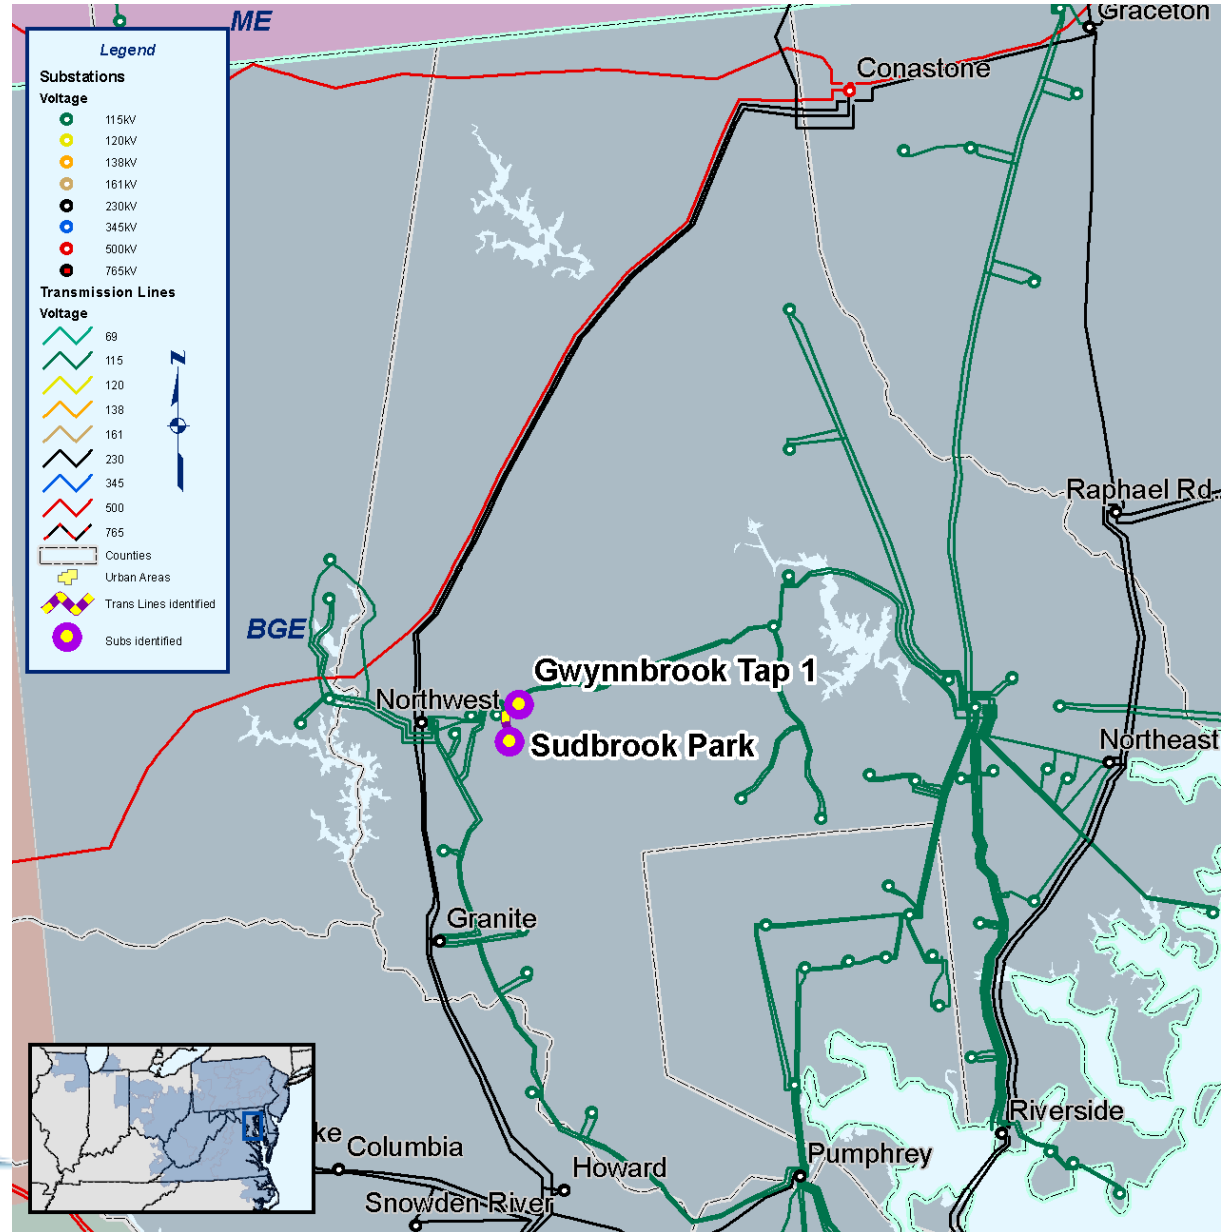 ME
Graceton
Legend
Substations
Voltage
115kV
120kV
138kV
161kV
230kV
345kV
500kV
765kV
Transmission Lines
Voltage
69
115
120
138
161
230
345
500
765
Counties
Urban Areas
Trans Lines identified
Subs identified
N
Conastone
Raphael Rd.
BGE
Gwynnbrook Tap 1
Northwest
Sudbrook Park
Northeast
Granite
Riverside
ke
Columbia
Howard
Pumphrey
Snowden River